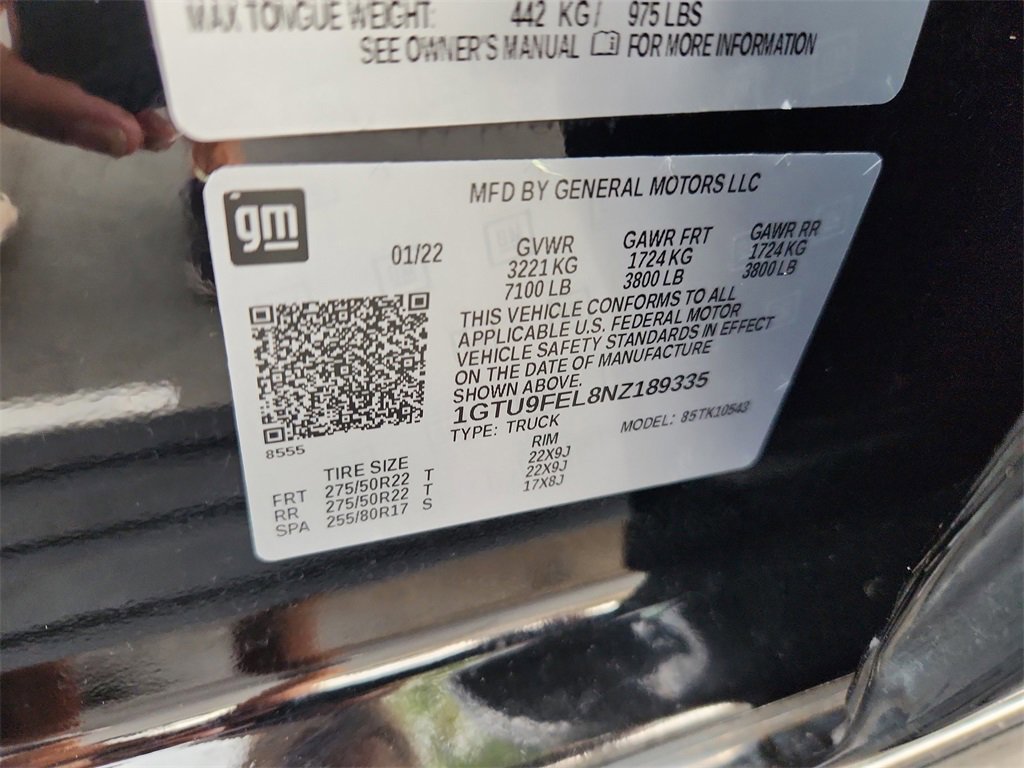 MAX TONGUE WEIGHT: 442 KG / 975 LBS
SEE OWNER'S MANUAL FOR MORE INFORMATION
gm
MFD BY GENERAL MOTORS LLC
01/22
GVWR
3221 KG
7100 LB
GAWR FRT
1724 KG
3800 LB
GAWR RR
1724 KG
3800 LB
THIS VEHICLE CONFORMS TO ALL
APPLICABLE U.S. FEDERAL MOTOR
VEHICLE SAFETY STANDARDS IN EFFECT
ON THE DATE OF MANUFACTURE
SHOWN ABOVE.
1GTU9FEL8NZ189335
TYPE: TRUCK
MODEL: 85TK10543
8555
TIRE SIZE RIM
FRT 275/50R22 T 22X9J
RR 275/50R22 T 22X9J
SPA 255/80R17 S 17X8J